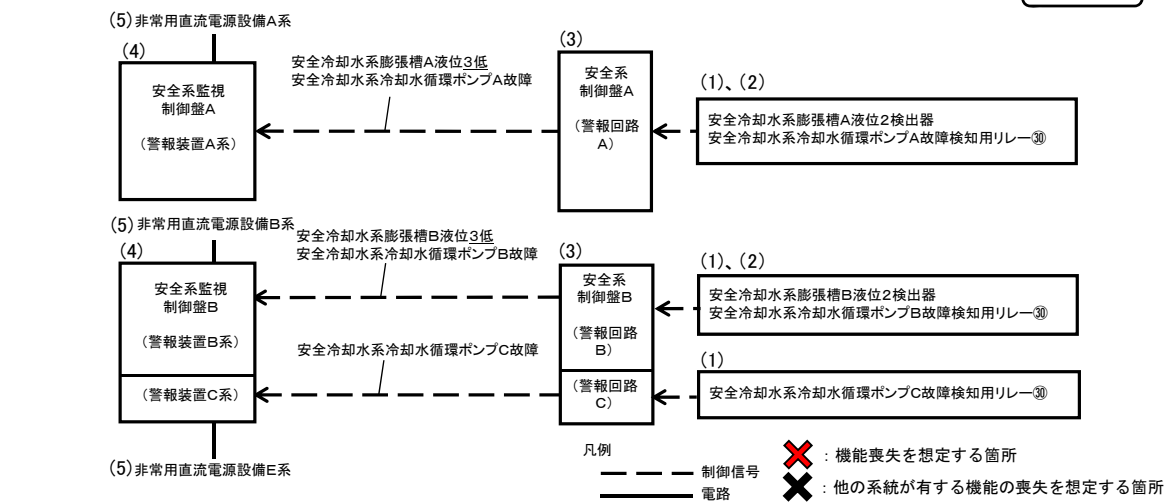 (5)非常用直流電源設備A系
(4)
安全系監視
制御盤A
(警報装置A系)
安全冷却水系膨張槽A液位3低
安全冷却水系冷却水循環ポンプA故障
(3)
安全系
制御盤A
(警報回路
A)
(1)、(2)
安全冷却水系膨張槽A液位2検出器
安全冷却水系冷却水循環ポンプA故障検知用リレー㉚
(5)非常用直流電源設備B系
(4)
安全系監視
制御盤B
(警報装置B系)
(警報装置C系)
安全冷却水系膨張槽B液位3低
安全冷却水系冷却水循環ポンプB故障
安全冷却水系冷却水循環ポンプC故障
(3)
安全系
制御盤B
(警報回路
B)
(警報回路
C)
(1)、(2)
安全冷却水系膨張槽B液位2検出器
安全冷却水系冷却水循環ポンプB故障検知用リレー㉚
(1)
安全冷却水系冷却水循環ポンプC故障検知用リレー㉚
(5)非常用直流電源設備E系
凡例
制御信号
電路
：機能喪失を想定する箇所
：他の系統が有する機能の喪失を想定する箇所